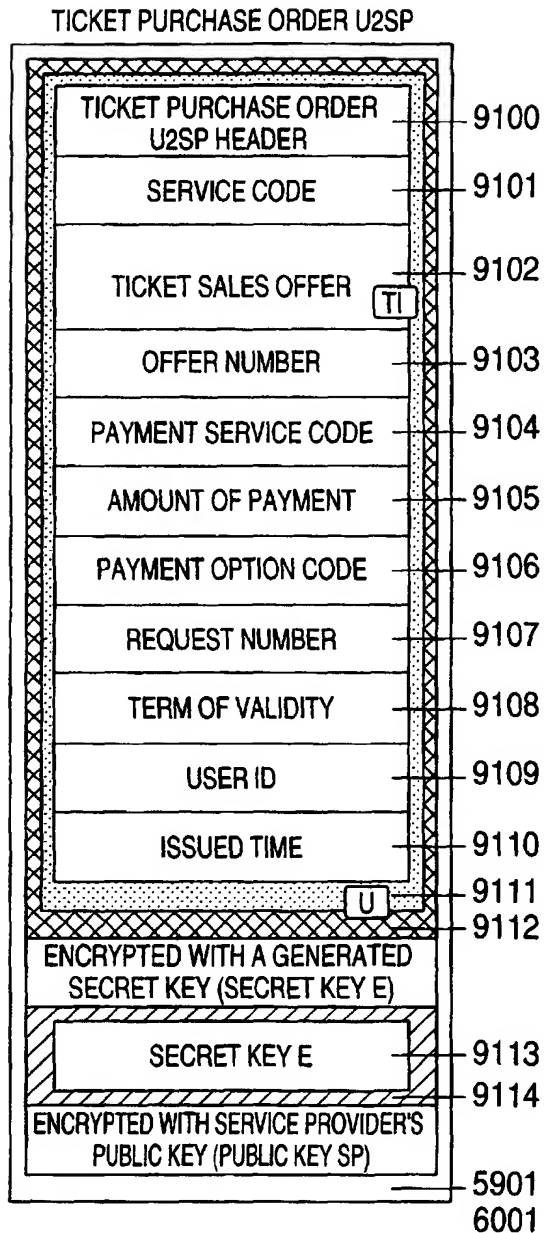 TICKET PURCHASE ORDER U2SP
TICKET PURCHASE ORDER
U2SP HEADER
9100
SERVICE CODE
9101
TICKET SALES OFFER
9102
TI
OFFER NUMBER
9103
PAYMENT SERVICE CODE
9104
AMOUNT OF PAYMENT
9105
PAYMENT OPTION CODE
9106
REQUEST NUMBER
9107
TERM OF VALIDITY
9108
USER ID
9109
ISSUED TIME
9110
U
9111
9112
ENCRYPTED WITH A GENERATED
SECRET KEY (SECRET KEY E)
SECRET KEY E
9113
9114
ENCRYPTED WITH SERVICE PROVIDER'S
PUBLIC KEY (PUBLIC KEY SP)
5901
6001